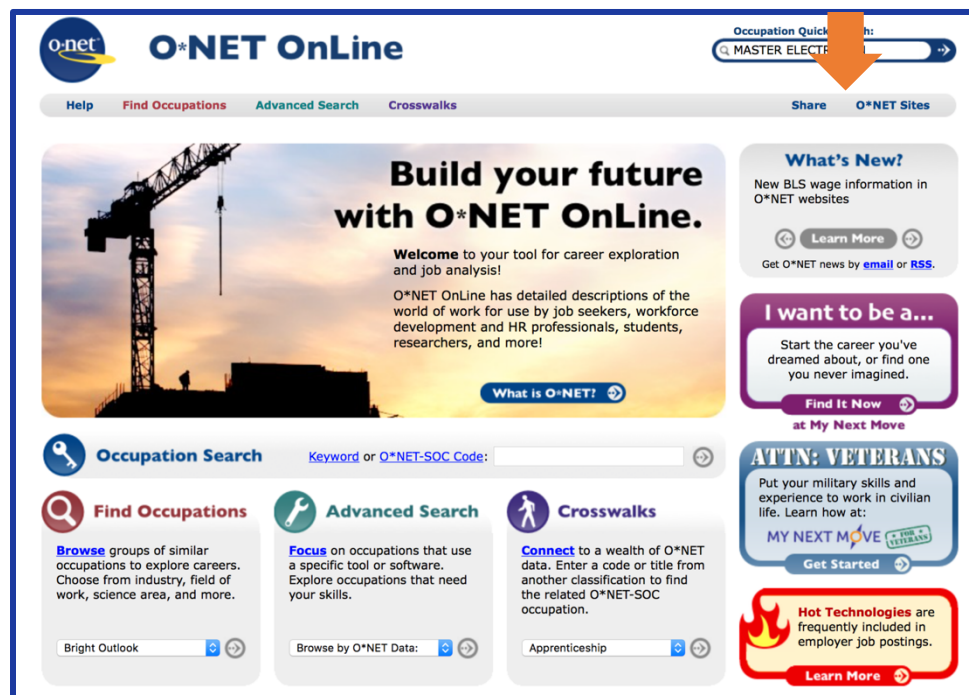 o·net
O*NET OnLine
Occupation Quick h:
MASTER
Help Find Occupations Advanced Search Crosswalks Share O*NET Sites
Build your future
with O*NET OnLine.
Welcome to your tool for career exploration
and job analysis!
O*NET OnLine has detailed descriptions of the
world of work for use by job seekers, workforce
development and HR professionals, students,
researchers, and more!
What is O*NET?
What's New?
New BLS wage information in
O*NET websites
Learn More
Get O*NET news by email or RSS.
I want to be a...
Start the career you've
dreamed about, or find one
you never imagined.
Find It Now
at My Next Move
Occupation Search Keyword or O*NET-SOC Code:
Find Occupations
Browse groups of similar
occupations to explore careers.
Choose from industry, field of
work, science area, and more.
Bright Outlook
Advanced Search
Focus on occupations that use
a specific tool or software.
Explore occupations that need
your skills.
Browse by O*NET Data:
Crosswalks
Connect to a wealth of O*NET
data. Enter a code or title from
another classification to find
the related O*NET-SOC
occupation.
Apprenticeship
ATTN: VETERANS
Put your military skills and
experience to work in civilian
life. Learn how at:
MY NEXT MOVE FOR VETERANS
Get Started
Hot Technologies are
frequently included in
employer job postings.
Learn More